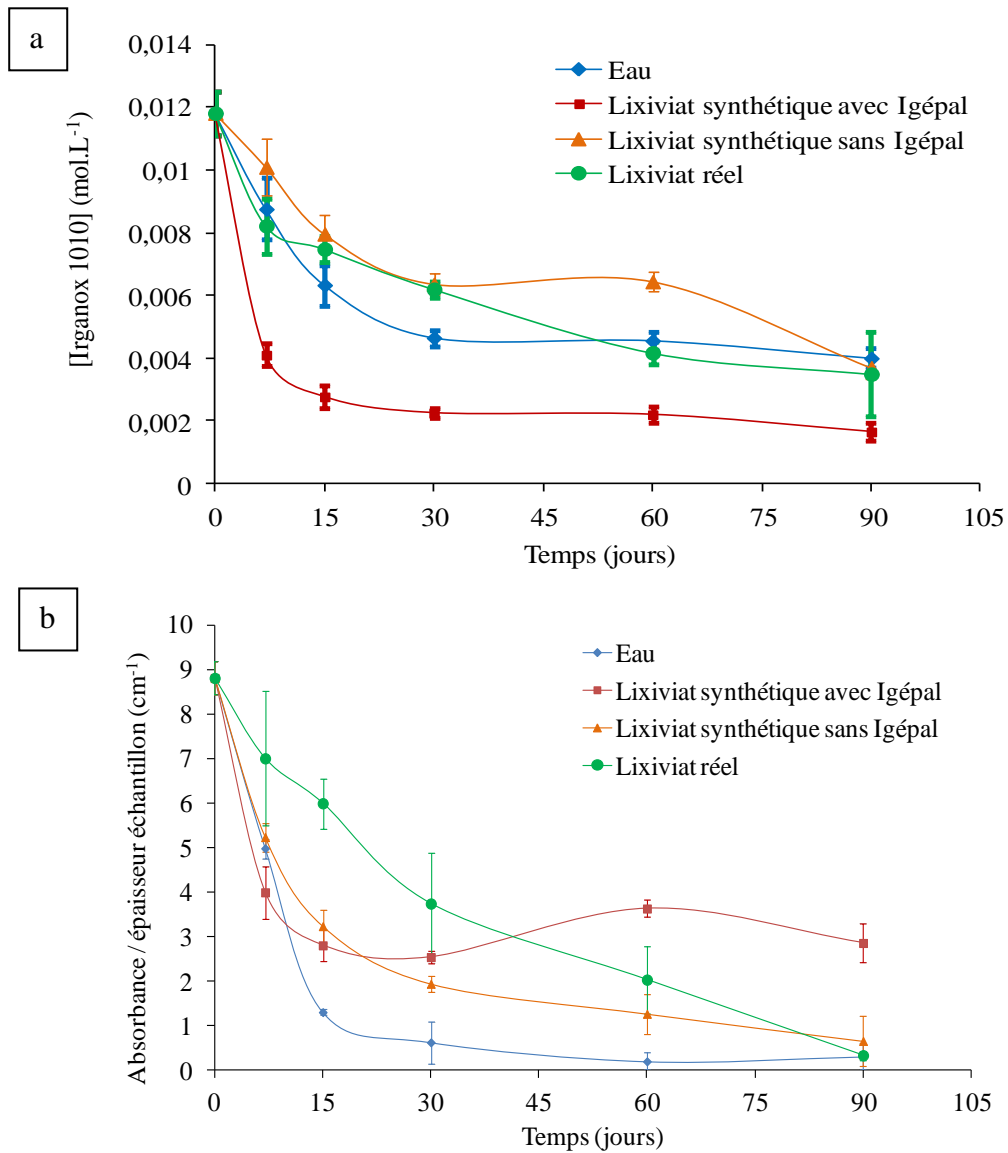 a
[Irganox 1010] (mol.L⁻¹)
0,014
0,012
0,01
0,008
0,006
0,004
0,002
0
0 15 30 45 60 75 90 105
Temps (jours)
Eau
Lixiviat synthétique avec Igépal
Lixiviat synthétique sans Igépal
Lixiviat réel
b
Absorbance / épaisseur échantillon (cm⁻¹)
10
9
8
7
6
5
4
3
2
1
0
0 15 30 45 60 75 90 105
Temps (jours)
Eau
Lixiviat synthétique avec Igépal
Lixiviat synthétique sans Igépal
Lixiviat réel